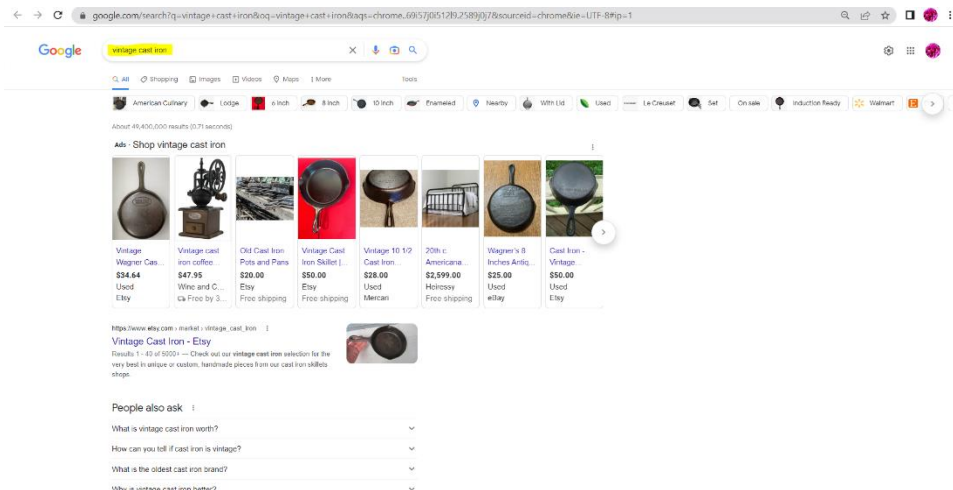 google.com/search?q=vintage+cast+iron&oq=vintage+cast+iron&aqs=chrome..69i57j0i512l9.2589j0j7&sourceid=chrome&ie=UTF-8#ip=1
Google
vintage cast iron
All Shopping Images Videos Maps More Tools
American Culinary Lodge 6 Inch 8 Inch 10 Inch Enameled Nearby With Lid Used Le Creuset Set On sale Induction Ready Walmart
About 49,400,000 results (0.71 seconds)
Ads · Shop vintage cast iron
Vintage Wagner Cas...
$34.64
Used
Etsy
Vintage cast iron coffee...
$47.95
Wine and C...
Free by 3...
Old Cast Iron Pots and Pans
$20.00
Etsy
Free shipping
Vintage Cast Iron Skillet |...
$50.00
Etsy
Free shipping
Vintage 10 1/2 Cast Iron...
$28.00
Used
Mercari
20th c Americana...
$2,599.00
Heiressy
Free shipping
Wagner's 8 Inches Antiq...
$25.00
Used
eBay
Cast Iron - Vintage...
$50.00
Used
Etsy
https://www.etsy.com › market › vintage_cast_iron
Vintage Cast Iron - Etsy
Results 1 - 40 of 5000+ — Check out our vintage cast iron selection for the
very best in unique or custom, handmade pieces from our cast iron skillets
shops.
People also ask
What is vintage cast iron worth?
How can you tell if cast iron is vintage?
What is the oldest cast iron brand?
Why is vintage cast iron better?